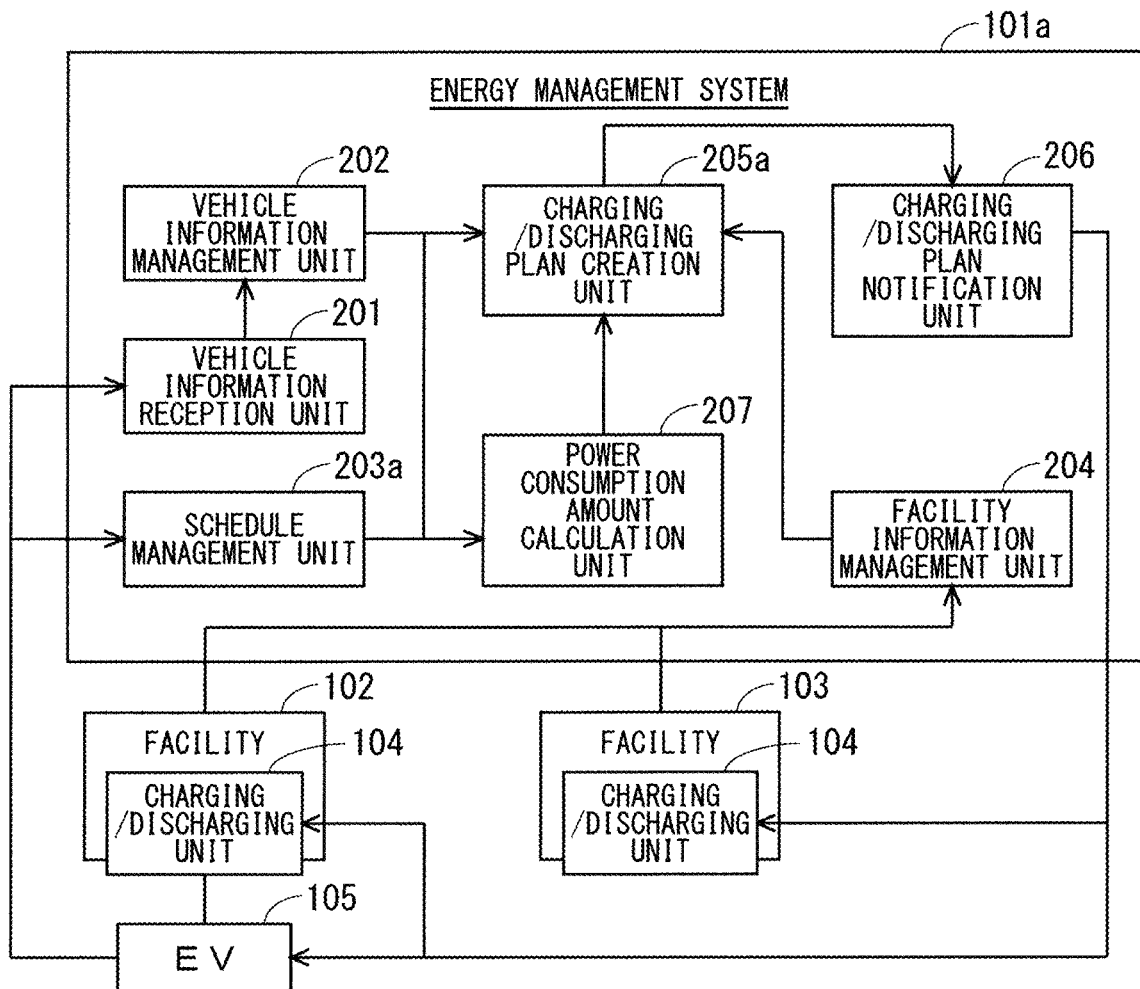 101a
ENERGY MANAGEMENT SYSTEM
202
VEHICLE
INFORMATION
MANAGEMENT UNIT
205a
CHARGING
/DISCHARGING
PLAN CREATION
UNIT
206
CHARGING
/DISCHARGING
PLAN
NOTIFICATION
UNIT
201
VEHICLE
INFORMATION
RECEPTION UNIT
203a
SCHEDULE
MANAGEMENT UNIT
207
POWER
CONSUMPTION
AMOUNT
CALCULATION
UNIT
204
FACILITY
INFORMATION
MANAGEMENT UNIT
102
FACILITY
104
CHARGING
/DISCHARGING
UNIT
103
FACILITY
104
CHARGING
/DISCHARGING
UNIT
105
EV